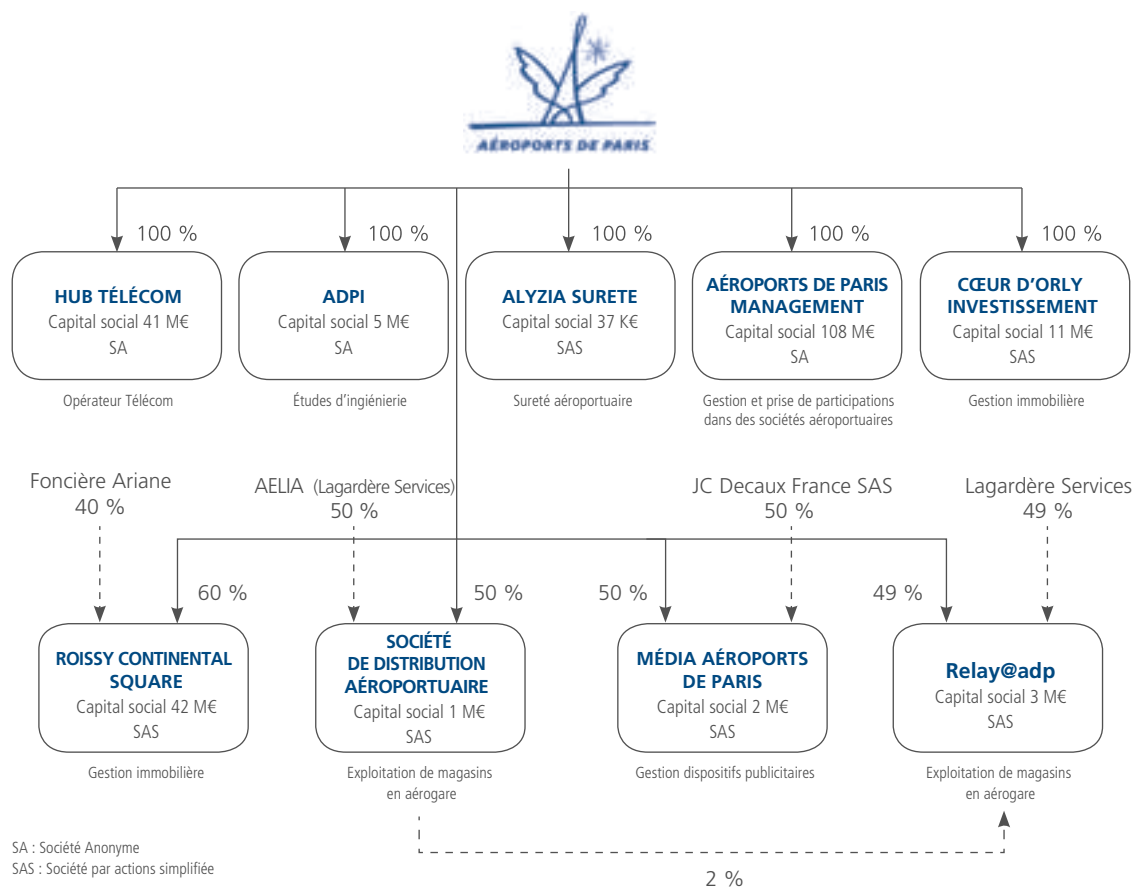 AÉROPORTS DE PARIS
100 %
100 %
100 %
100 %
100 %
HUB TÉLÉCOM
Capital social 41 M€
SA
Opérateur Télécom
ADPI
Capital social 5 M€
SA
Études d'ingiénierie
ALYZIA SURETE
Capital social 37 K€
SAS
Sureté aéroportuaire
AÉROPORTS DE PARIS
MANAGEMENT
Capital social 108 M€
SA
Gestion et prise de participations
dans des sociétés aéroportuaires
CŒUR D'ORLY
INVESTISSEMENT
Capital social 11 M€
SAS
Gestion immobilière
Foncière Ariane
40 %
AELIA (Lagardère Services)
50 %
JC Decaux France SAS
50 %
Lagardère Services
49 %
60 %
50 %
50 %
49 %
ROISSY CONTINENTAL
SQUARE
Capital social 42 M€
SAS
Gestion immobilière
SOCIÉTÉ
DE DISTRIBUTION
AÉROPORTUAIRE
Capital social 1 M€
SAS
Exploitation de magasins
en aérogare
MÉDIA AÉROPORTS
DE PARIS
Capital social 2 M€
SAS
Gestion dispositifs publicitaires
Relay@adp
Capital social 3 M€
SAS
Exploitation de magasins
en aérogare
2 %
SA : Société Anonyme
SAS : Société par actions simplifiée